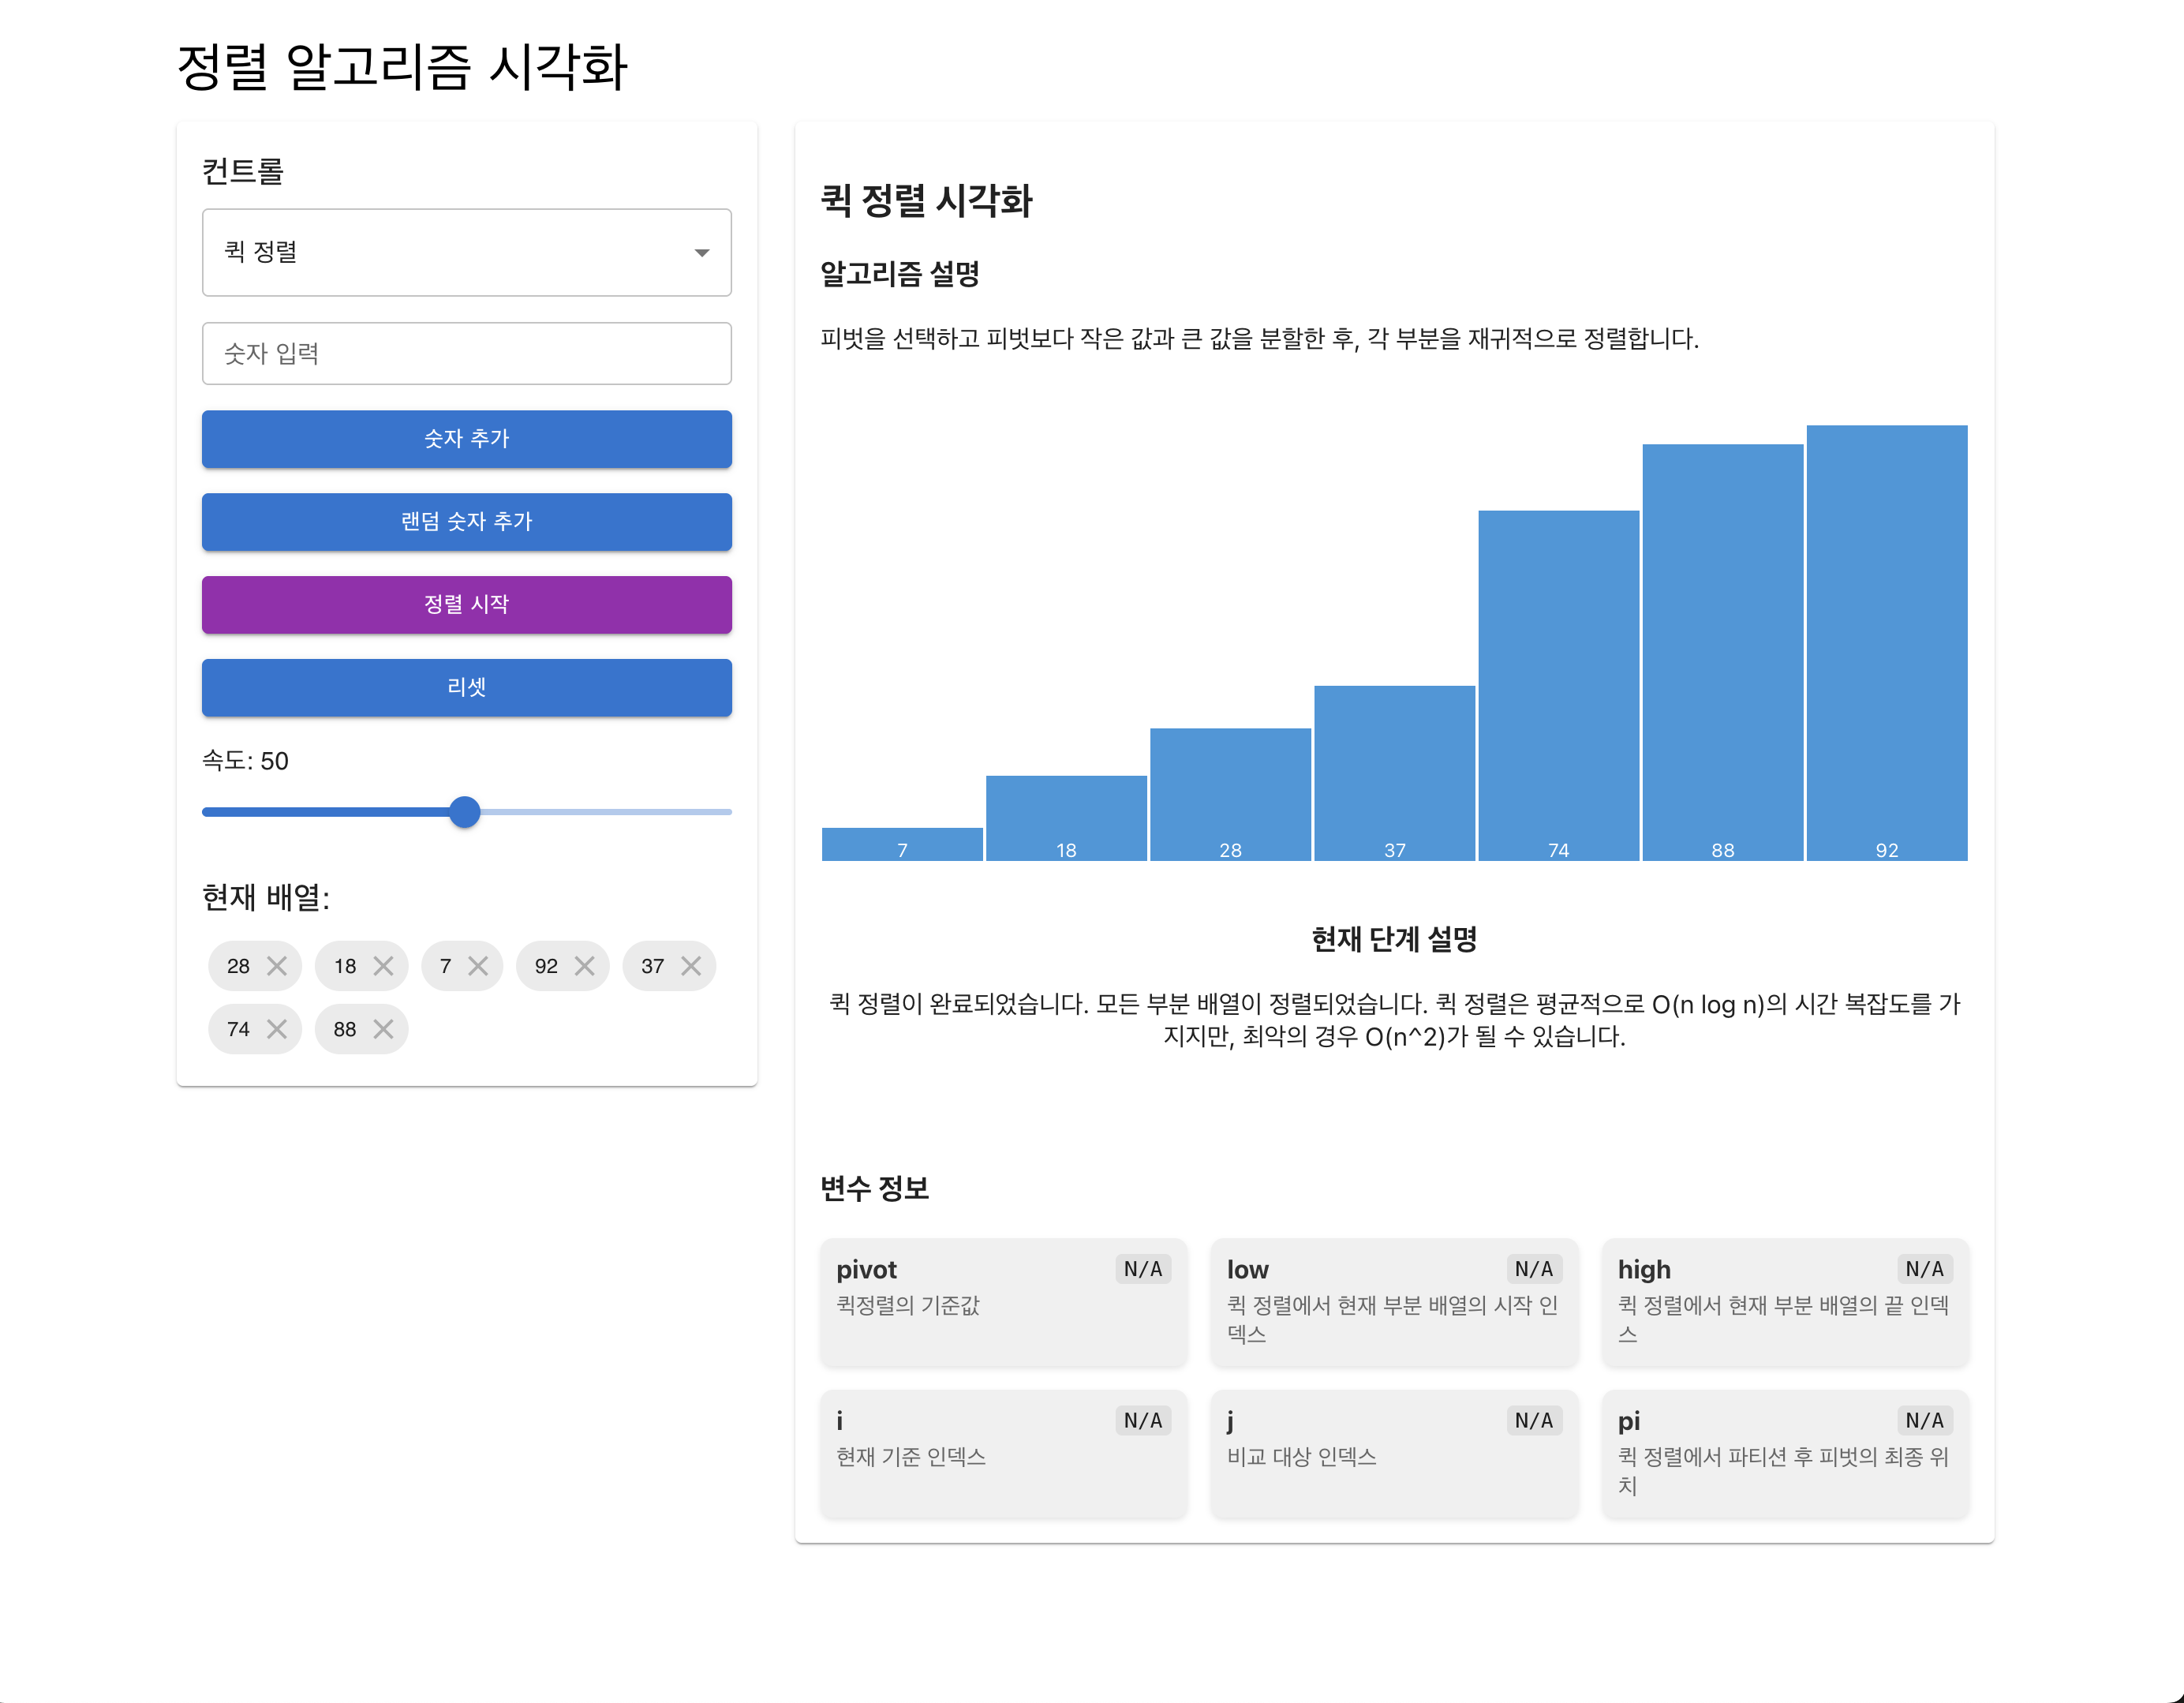 정렬 알고리즘 시각화
컨트롤
퀵 정렬
숫자 입력
숫자 추가
랜덤 숫자 추가
정렬 시작
리셋
속도: 50
현재 배열:
28 18 7 92 37
74 88
퀵 정렬 시각화
알고리즘 설명
피벗을 선택하고 피벗보다 작은 값과 큰 값을 분할한 후, 각 부분을 재귀적으로 정렬합니다.
7 18 28 37 74 88 92
현재 단계 설명
퀵 정렬이 완료되었습니다. 모든 부분 배열이 정렬되었습니다. 퀵 정렬은 평균적으로 O(n log n)의 시간 복잡도를 가
지지만, 최악의 경우 O(n^2)가 될 수 있습니다.
변수 정보
pivot N/A
퀵정렬의 기준값
low N/A
퀵 정렬에서 현재 부분 배열의 시작 인
덱스
high N/A
퀵 정렬에서 현재 부분 배열의 끝 인덱
스
i N/A
현재 기준 인덱스
j N/A
비교 대상 인덱스
pi N/A
퀵 정렬에서 파티션 후 피벗의 최종 위
치